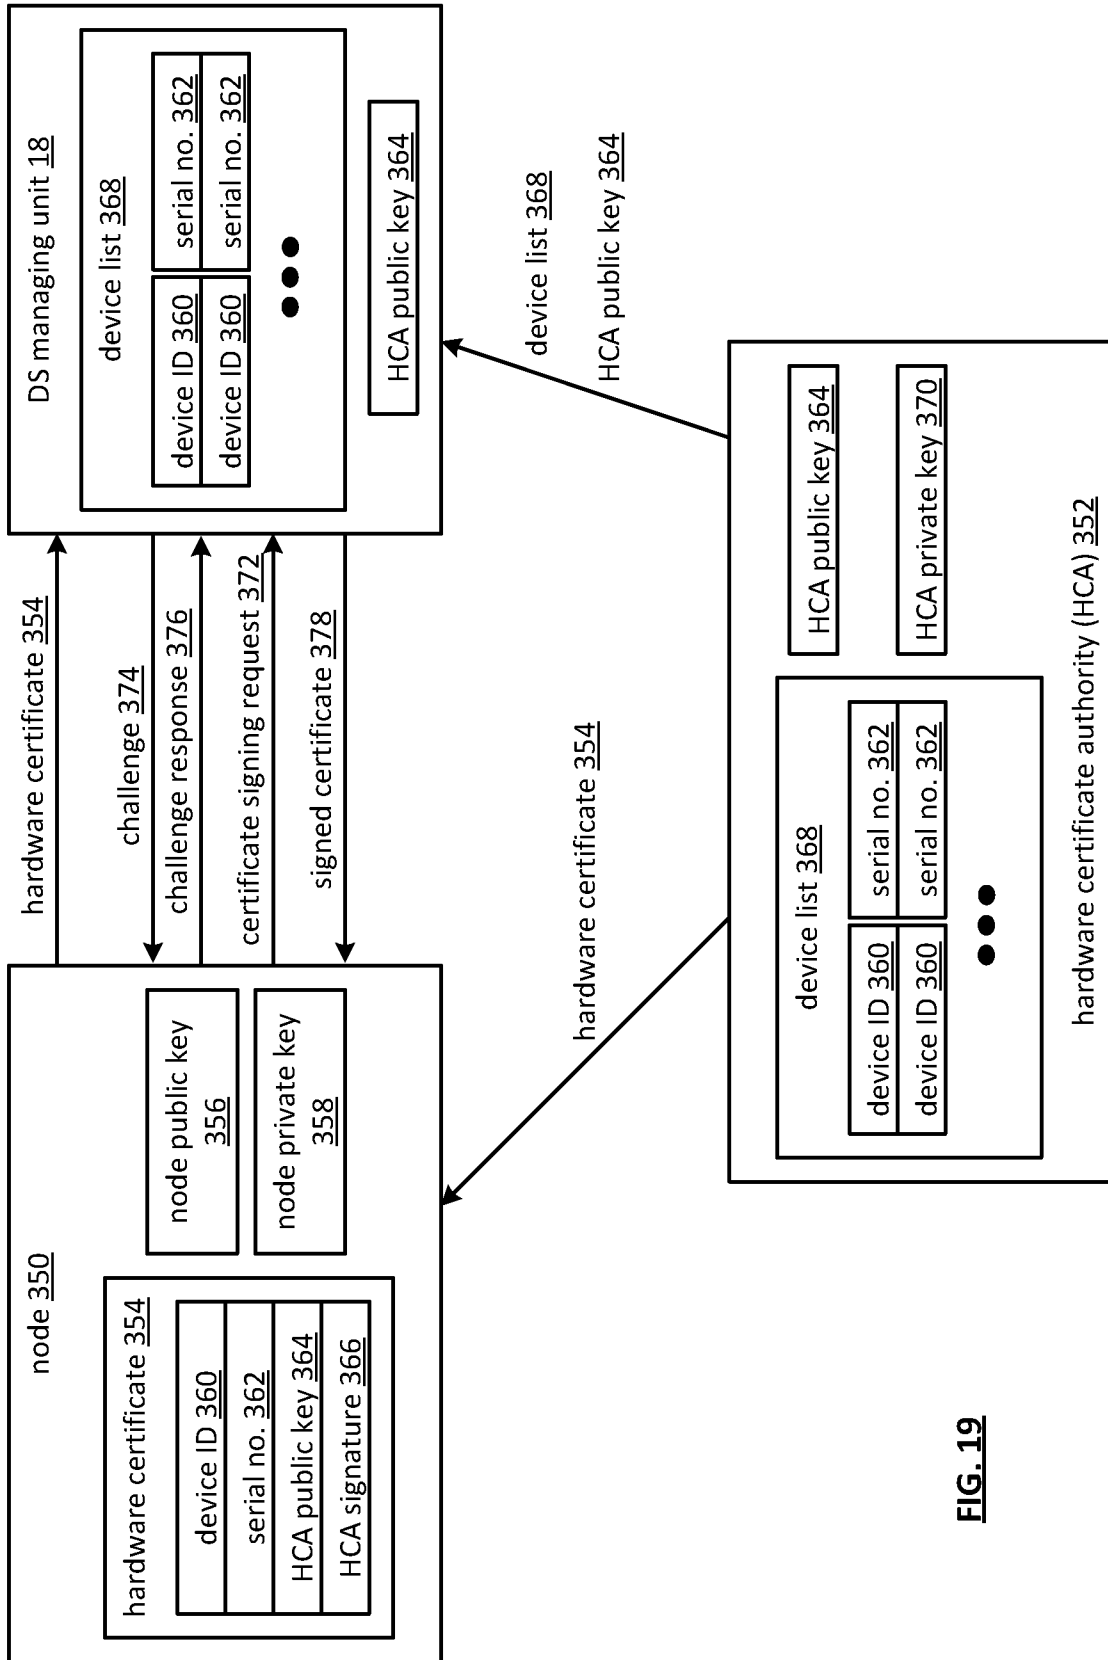 node 350
hardware certificate 354
device ID 360
serial no. 362
HCA public key 364
HCA signature 366
node public key
356
node private key
358
hardware certificate 354
challenge 374
challenge response 376
certificate signing request 372
signed certificate 378
DS managing unit 18
device list 368
device ID 360 serial no. 362
device ID 360 serial no. 362
HCA public key 364
hardware certificate 354
device list 368
HCA public key 364
device list 368
device ID 360 serial no. 362
device ID 360 serial no. 362
HCA public key 364
HCA private key 370
hardware certificate authority (HCA) 352
FIG. 19